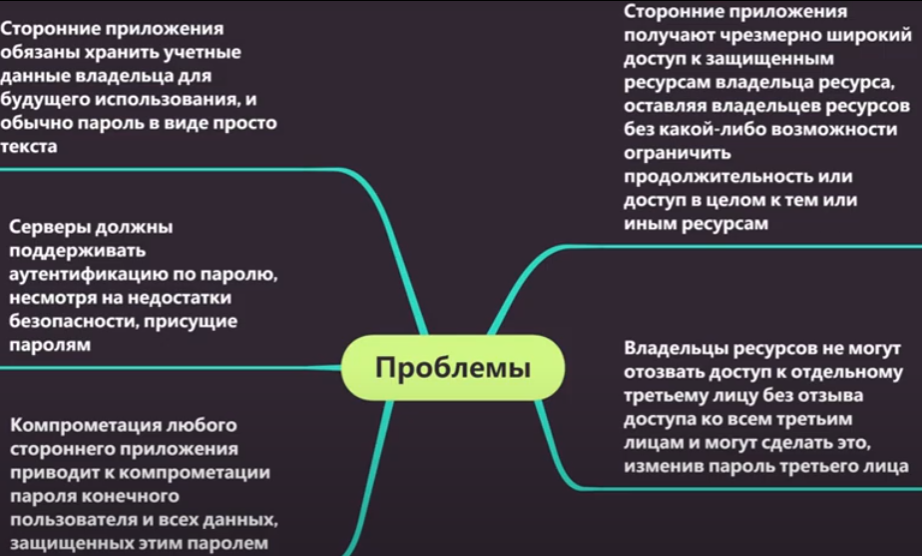 Сторонние приложения
обязаны хранить учетные
данные владельца для
будущего использования, и
обычно пароль в виде просто
текста
Серверы должны
поддерживать
аутентификацию по паролю,
несмотря на недостатки
безопасности, присущие
паролям
Компрометация любого
стороннего приложения
приводит к компрометации
пароля конечного
пользователя и всех данных,
защищенных этим паролем
Проблемы
Сторонние приложения
получают чрезмерно широкий
доступ к защищенным
ресурсам владельца ресурса,
оставляя владельцев ресурсов
без какой-либо возможности
ограничить
продолжительность или
доступ в целом к тем или
иным ресурсам
Владельцы ресурсов не могут
отозвать доступ к отдельному
третьему лицу без отзыва
доступа ко всем третьим
лицам и могут сделать это,
изменив пароль третьего лица